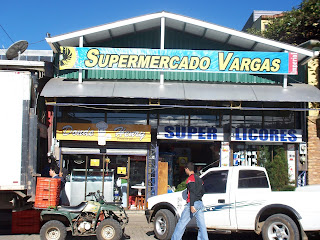 SUPERMERCADO VARGAS
SUPER LICORES